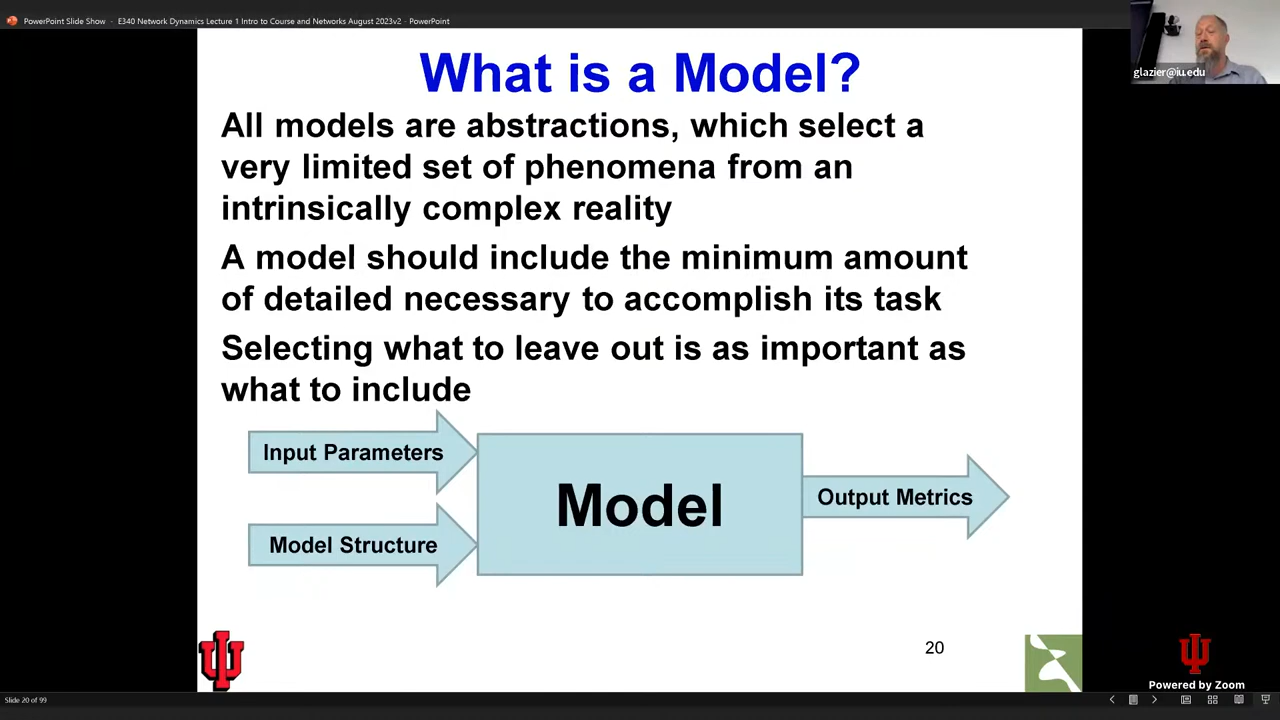 PowerPoint Slide Show - E340 Network Dynamics Lecture 1 Intro to Course and Networks August 2023v2 - PowerPoint
glazier@iu.edu
What is a Model?
All models are abstractions, which select a
very limited set of phenomena from an
intrinsically complex reality
A model should include the minimum amount
of detailed necessary to accomplish its task
Selecting what to leave out is as important as
what to include
Input Parameters
Model Structure
Model
Output Metrics
20
Powered by Zoom
Slide 20 of 99